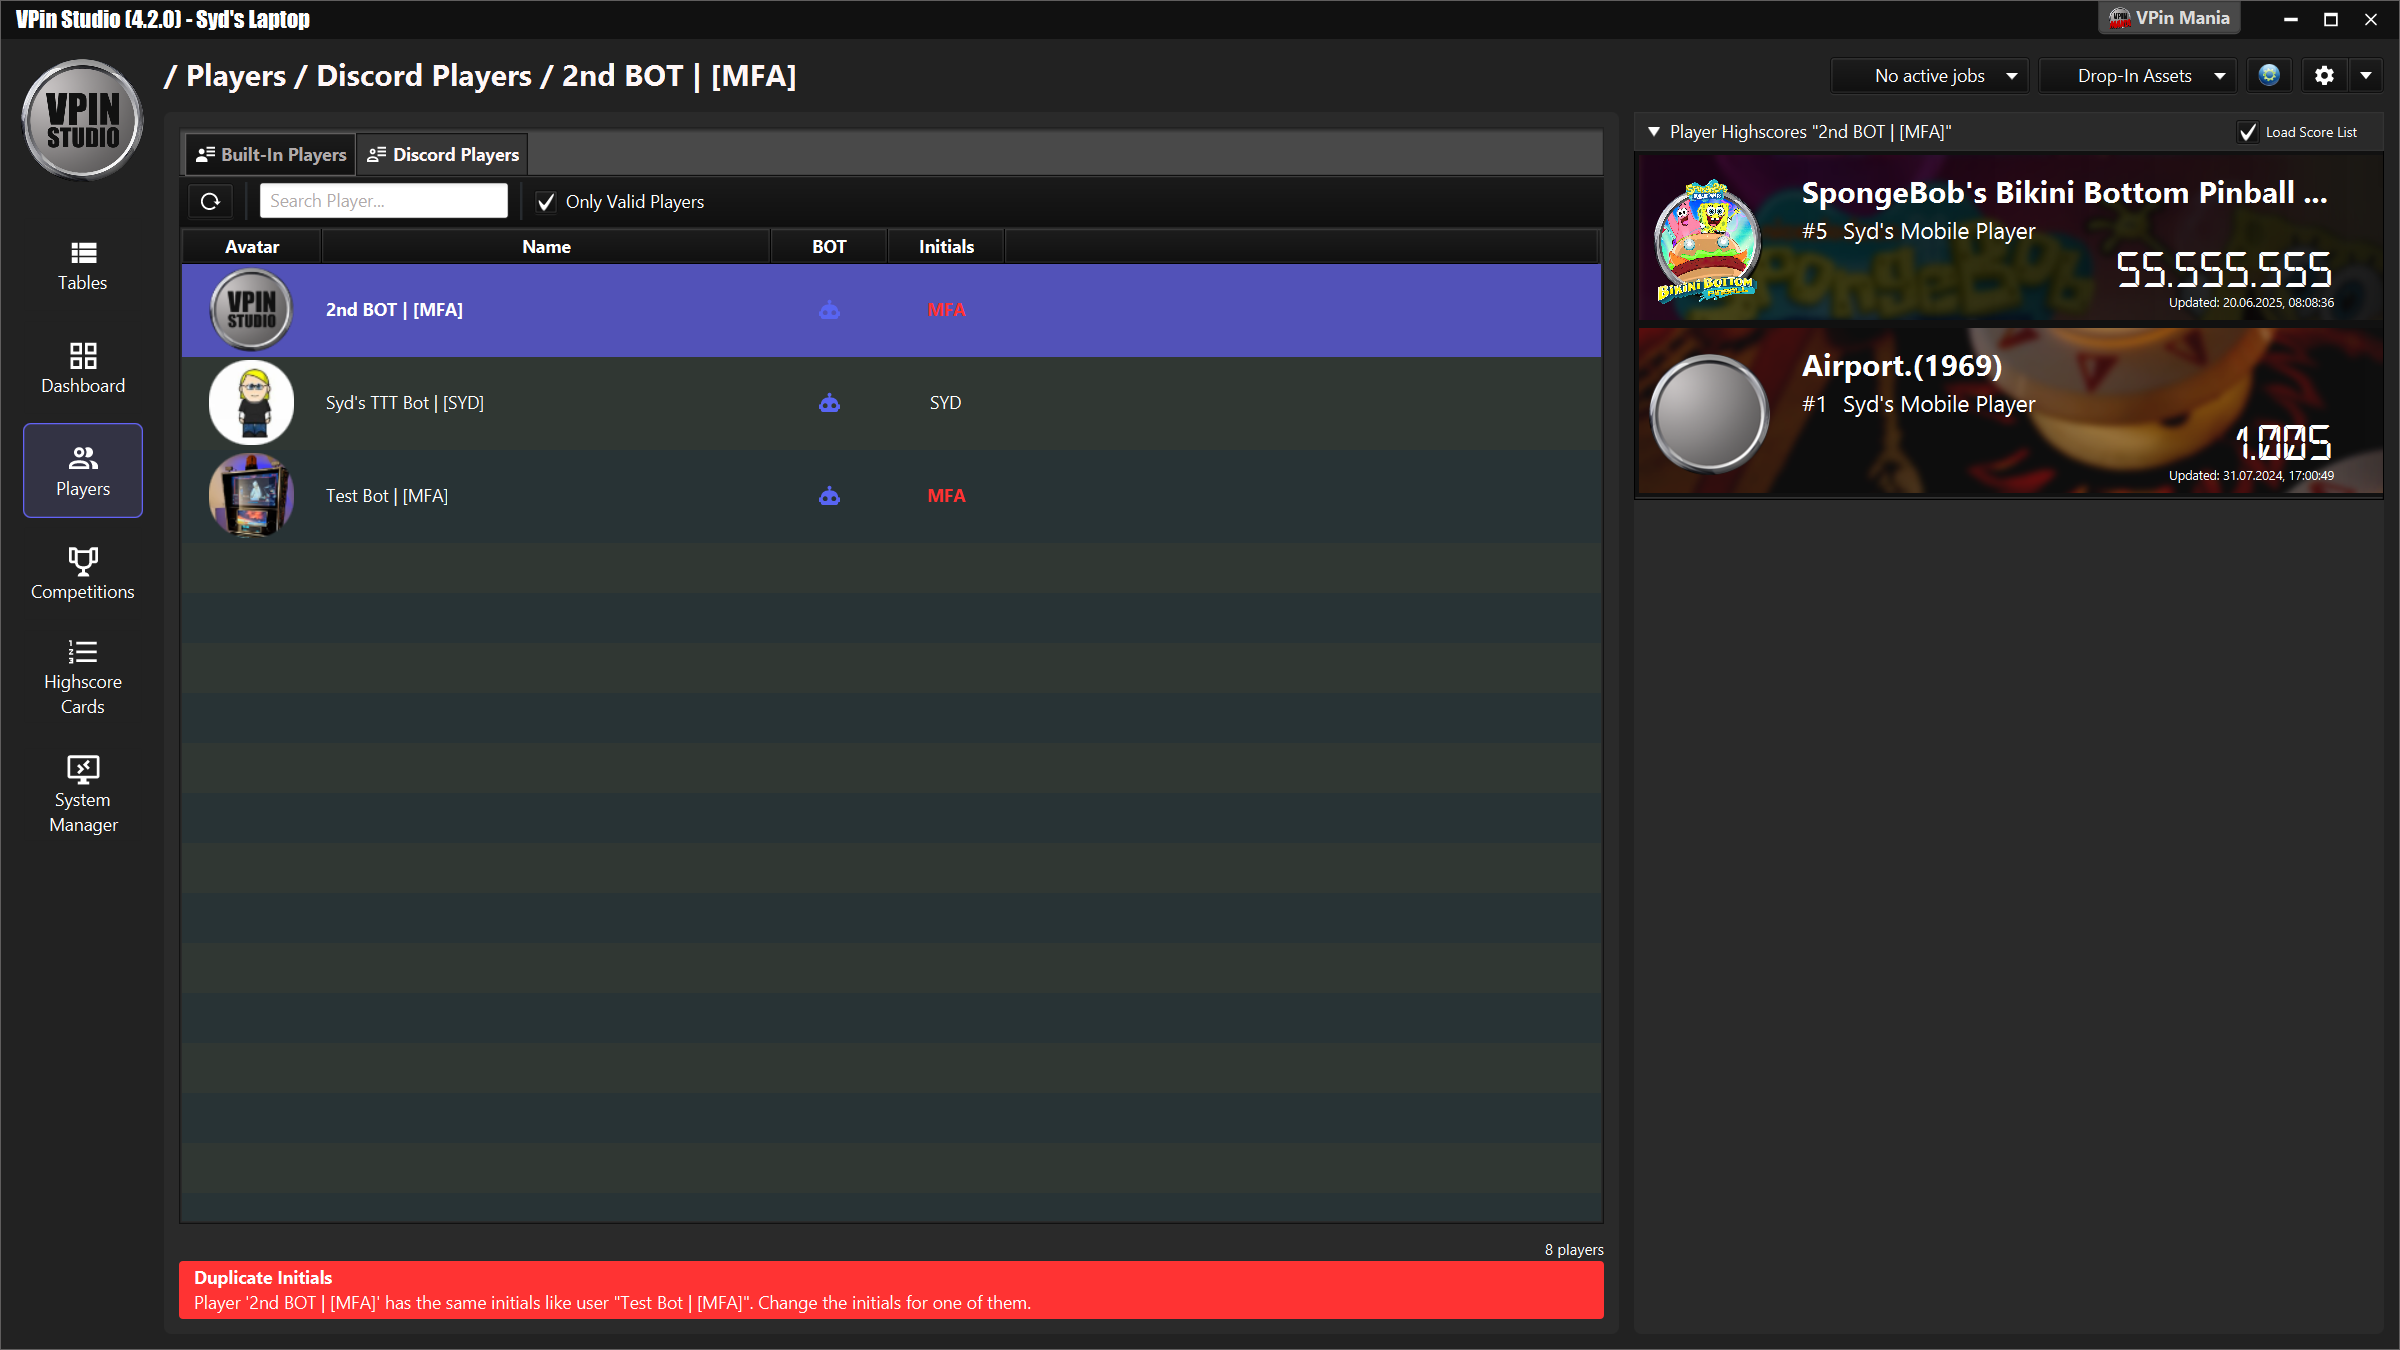 VPin Studio (4.2.0) - Syd's Laptop
VPin Mania
VPIN
STUDIO
/ Players / Discord Players / 2nd BOT | [MFA]
No active jobs
Drop-In Assets
Tables
Dashboard
Players
Competitions
Highscore
Cards
System
Manager
Built-In Players
Discord Players
Search Player...
Only Valid Players
Avatar
Name
BOT
Initials
VPIN
STUDIO
2nd BOT | [MFA]
MFA
Syd's TTT Bot | [SYD]
SYD
Test Bot | [MFA]
MFA
8 players
Duplicate Initials
Player '2nd BOT | [MFA]' has the same initials like user "Test Bot | [MFA]". Change the initials for one of them.
Player Highscores "2nd BOT | [MFA]"
Load Score List
SpongeBob's Bikini Bottom Pinball ...
#5 Syd's Mobile Player
55.555.555
Updated: 20.06.2025, 08:08:36
SpongeBob
Bikini Bottom
Airport.(1969)
#1 Syd's Mobile Player
1.005
Updated: 31.07.2024, 17:00:49